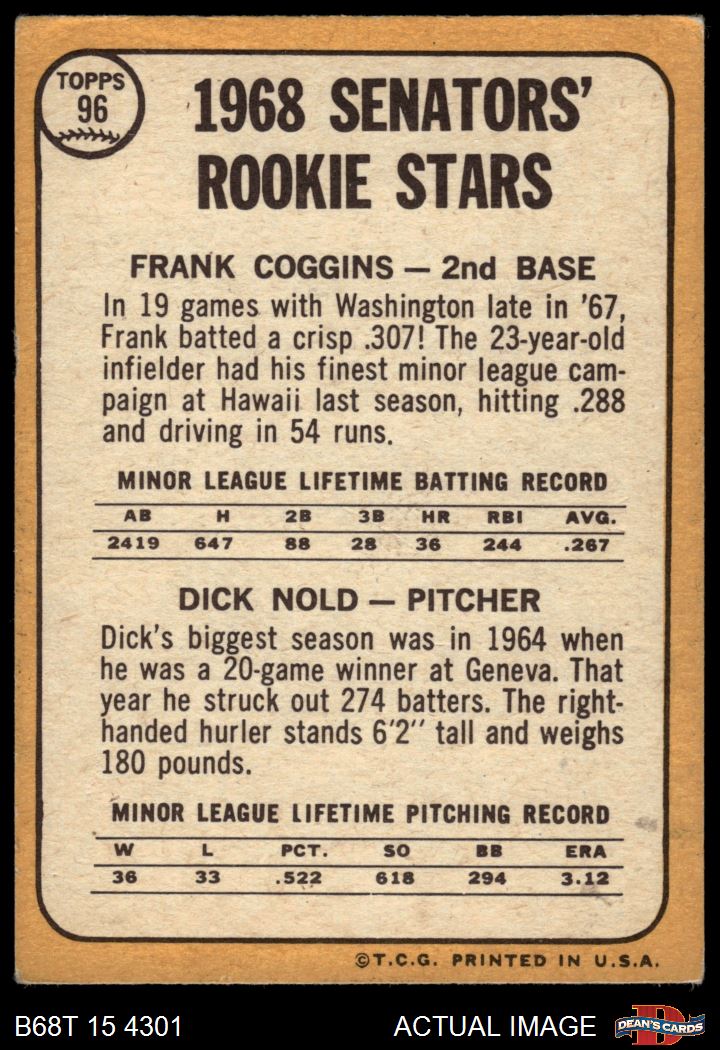 TOPPS
96
1968 SENATORS'
ROOKIE STARS
FRANK COGGINS — 2nd BASE
In 19 games with Washington late in '67,
Frank batted a crisp .307! The 23-year-old
infielder had his finest minor league cam-
paign at Hawaii last season, hitting .288
and driving in 54 runs.
MINOR LEAGUE LIFETIME BATTING RECORD
AB H 2B 3B HR RBI AVG.
2419 647 88 28 36 244 .267
DICK NOLD — PITCHER
Dick's biggest season was in 1964 when
he was a 20-game winner at Geneva. That
year he struck out 274 batters. The right-
handed hurler stands 6'2" tall and weighs
180 pounds.
MINOR LEAGUE LIFETIME PITCHING RECORD
W L PCT. SO BB ERA
36 33 .522 618 294 3.12
©T.C.G. PRINTED IN U.S.A.
B68T 15 4301 ACTUAL IMAGE
DEAN'S CARDS